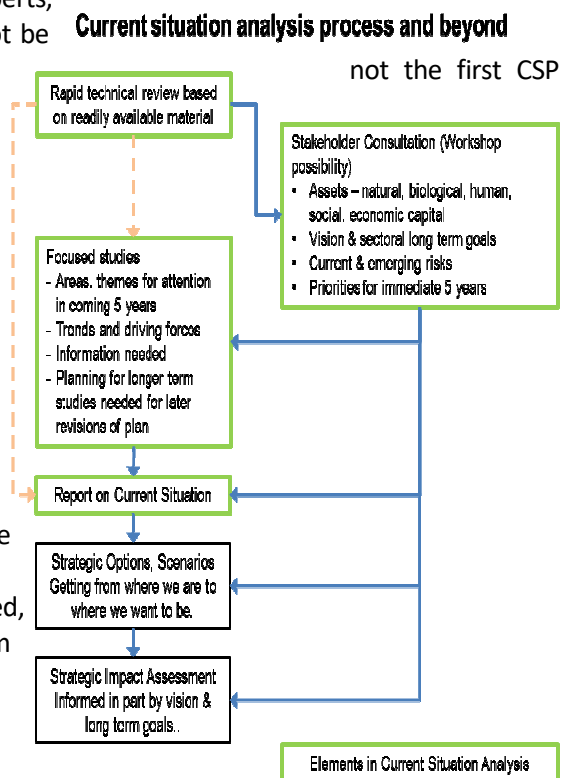 perts,
ot be
Current situation analysis process and beyond
not the first CSP
Rapid technical review based
on readily available material
Stakeholder Consultation (Workshop
possibility)
• Assets – natural, biological, human,
social, economic capital
• Vision & sectoral long term goals
• Current & emerging risks
• Priorities for immediate 5 years
Focused studies
- Areas, themes for attention
in coming 5 years
- Trends and driving forces
- Information needed
- Planning for longer term
studies needed for later
revisions of plan
Report on Current Situation
e
Strategic Options, Scenarios
Getting from where we are to
where we want to be.
ed,
Strategic Impact Assessment
Informed in part by vision &
long term goals..
Elements in Current Situation Analysis